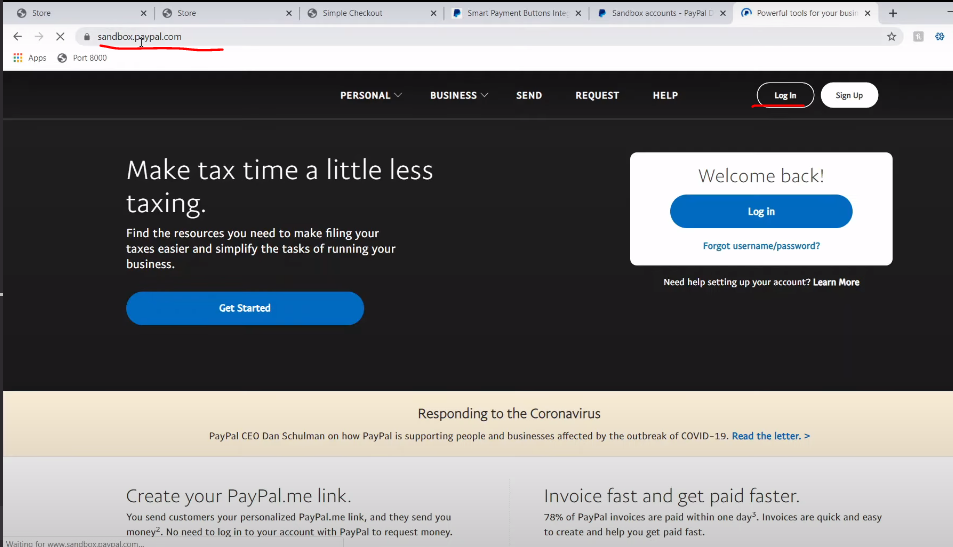 Store
Store
Simple Checkout
Smart Payment Buttons Inte
Sandbox accounts - PayPal D
Powerful tools for your busin
sandbox.paypal.com
Apps
Port 8000
PERSONAL
BUSINESS
SEND
REQUEST
HELP
Log In
Sign Up
Make tax time a little less
taxing.
Find the resources you need to make filing your
taxes easier and simplify the tasks of running your
business.
Get Started
Welcome back!
Log in
Forgot username/password?
Need help setting up your account? Learn More
Responding to the Coronavirus
PayPal CEO Dan Schulman on how PayPal is supporting people and businesses affected by the outbreak of COVID-19. Read the letter. >
Create your PayPal.me link.
You send customers your personalized PayPal.me link, and they send you
money². No need to log in to your account with PayPal to request money.
Invoice fast and get paid faster.
78% of PayPal invoices are paid within one day³. Invoices are quick and easy
to create and help you get paid fast.
Waiting for www.sandbox.paypal.com...